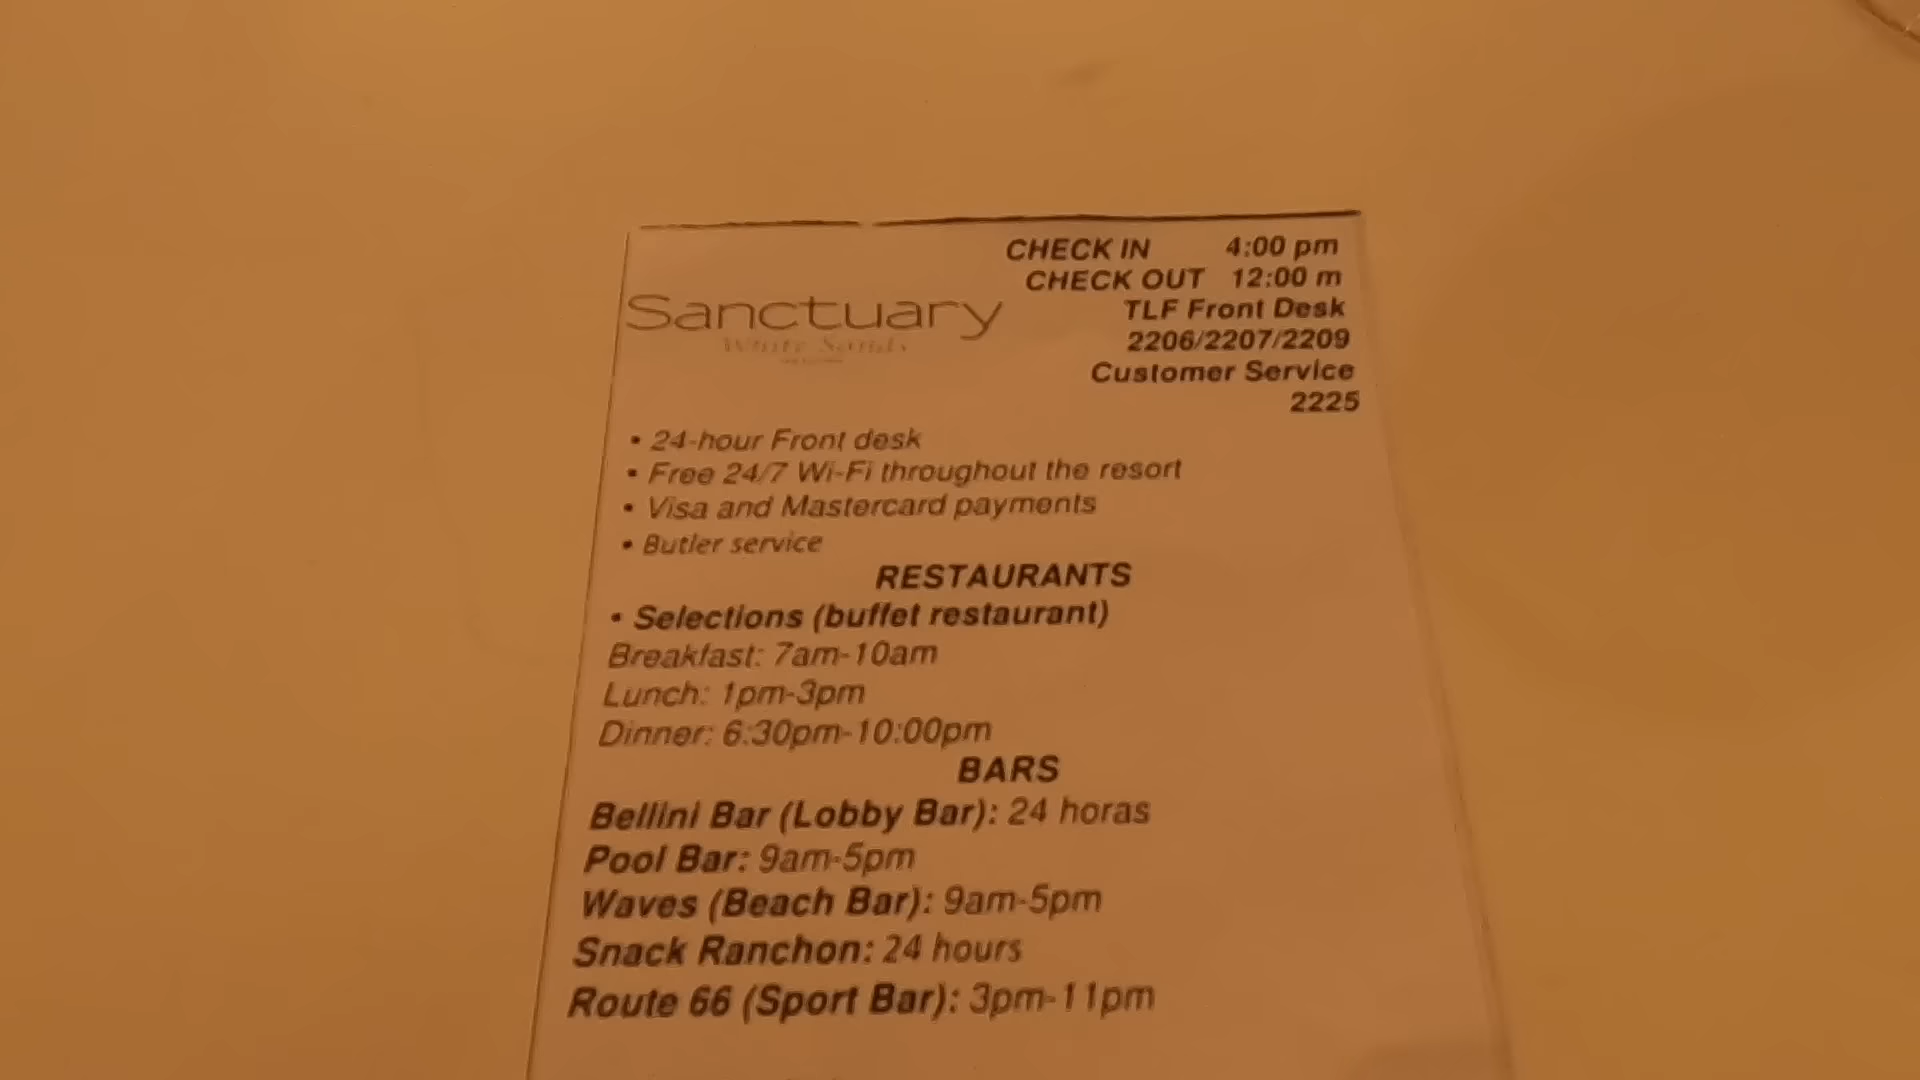 CHECK IN 4:00 pm
CHECK OUT 12:00 m
TLF Front Desk
2206/2207/2209
Customer Service
2225
Sanctuary
White Sands
• 24-hour Front desk
• Free 24/7 Wi-Fi throughout the resort
• Visa and Mastercard payments
• Butler service
RESTAURANTS
• Selections (buffet restaurant)
Breakfast: 7am-10am
Lunch: 1pm-3pm
Dinner: 6:30pm-10:00pm
BARS
Bellini Bar (Lobby Bar): 24 horas
Pool Bar: 9am-5pm
Waves (Beach Bar): 9am-5pm
Snack Ranchon: 24 hours
Route 66 (Sport Bar): 3pm-11pm